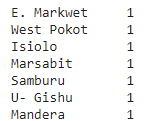 E. Markwet 1
West Pokot 1
Isiolo 1
Marsabit 1
Samburu 1
U- Gishu 1
Mandera 1